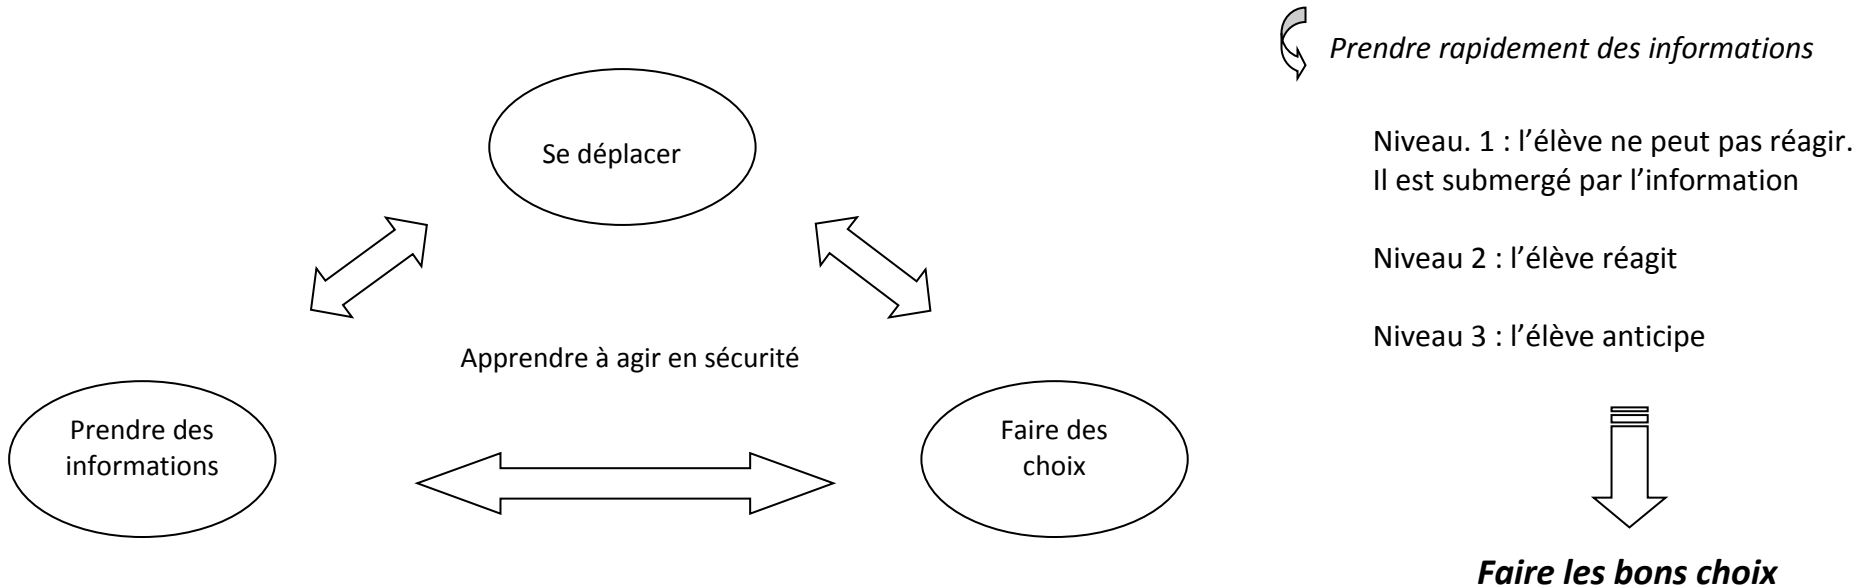 Se déplacer
Apprendre à agir en sécurité
Prendre des
informations
Faire des
choix
Prendre rapidement des informations
Niveau. 1 : l’élève ne peut pas réagir.
Il est submergé par l’information
Niveau 2 : l’élève réagit
Niveau 3 : l’élève anticipe
Faire les bons choix